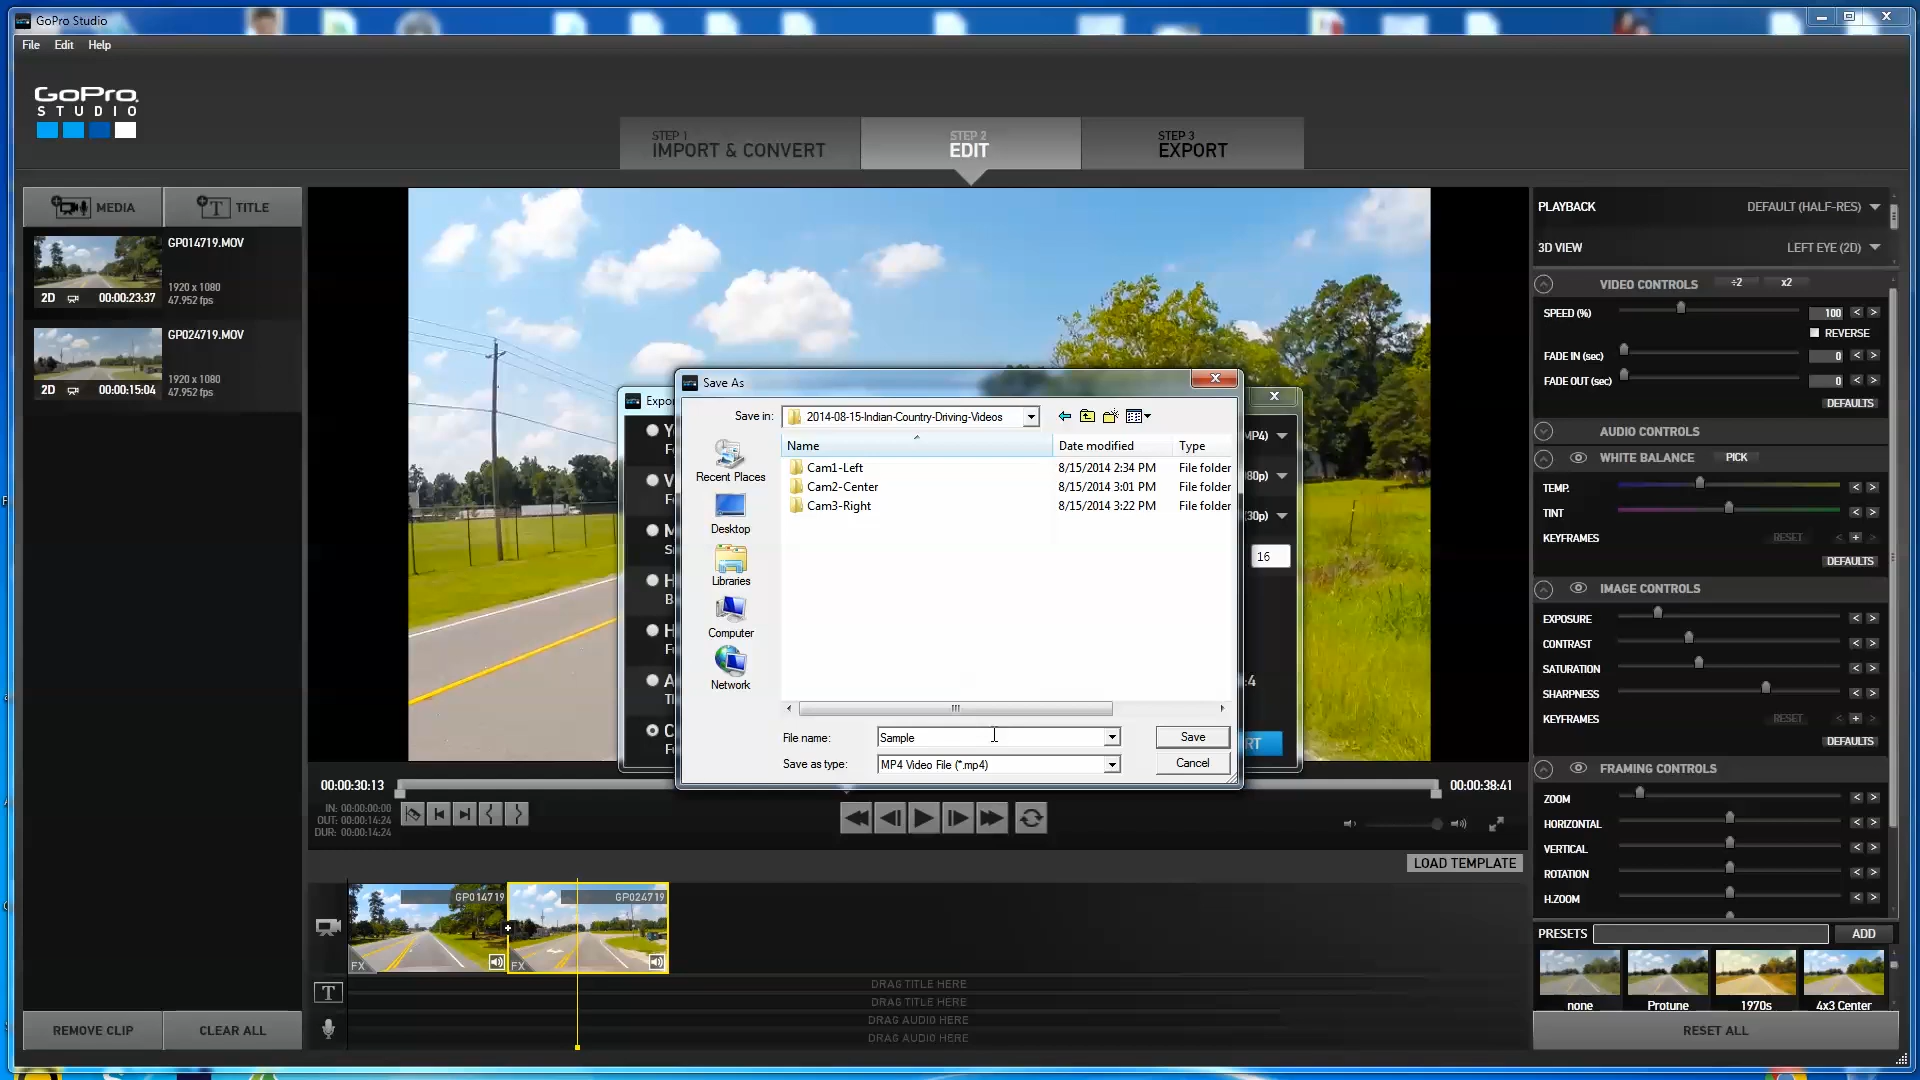 GoPro Studio
File Edit Help
GoPro
STUDIO
STEP 1
IMPORT & CONVERT
STEP 2
EDIT
STEP 3
EXPORT
MEDIA
TITLE
GP014719.MOV
1920 x 1080
47.952 fps
2D 00:00:23:37
GP024719.MOV
1920 x 1080
47.952 fps
2D 00:00:15:04
REMOVE CLIP
CLEAR ALL
Save As
Save in: 2014-08-15-Indian-Country-Driving-Videos
Name Date modified Type
Cam1-Left 8/15/2014 2:34 PM File folder
Cam2-Center 8/15/2014 3:01 PM File folder
Cam3-Right 8/15/2014 3:22 PM File folder
Recent Places
Desktop
Libraries
Computer
Network
File name: Sample
Save as type: MP4 Video File (*.mp4)
Save
Cancel
16
00:00:30:13
00:00:38:41
IN: 00:00:00:00
OUT: 00:00:14:24
DUR: 00:00:14:24
LOAD TEMPLATE
GP014719
GP024719
FX
FX
T
DRAG TITLE HERE
DRAG TITLE HERE
DRAG AUDIO HERE
DRAG AUDIO HERE
PLAYBACK DEFAULT (HALF-RES)
3D VIEW LEFT EYE (2D)
VIDEO CONTROLS ÷2 x2
SPEED (%) 100 < >
REVERSE
FADE IN (sec) 0 < >
FADE OUT (sec) 0 < >
DEFAULTS
AUDIO CONTROLS
WHITE BALANCE PICK
TEMP. < >
TINT < >
KEYFRAMES RESET < + >
DEFAULTS
IMAGE CONTROLS
EXPOSURE < >
CONTRAST < >
SATURATION < >
SHARPNESS < >
KEYFRAMES RESET < + >
DEFAULTS
FRAMING CONTROLS
ZOOM < >
HORIZONTAL < >
VERTICAL < >
ROTATION < >
H.ZOOM < >
PRESETS ADD
none Protune 1970s 4x3 Center
RESET ALL